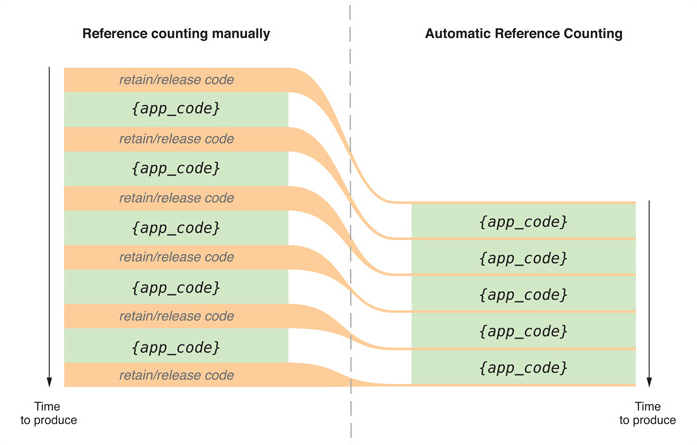 Reference counting manually
Automatic Reference Counting
retain/release code
{app_code}
retain/release code
{app_code}
retain/release code
{app_code}
retain/release code
{app_code}
retain/release code
{app_code}
retain/release code
{app_code}
{app_code}
{app_code}
{app_code}
{app_code}
Time
to produce
Time
to produce